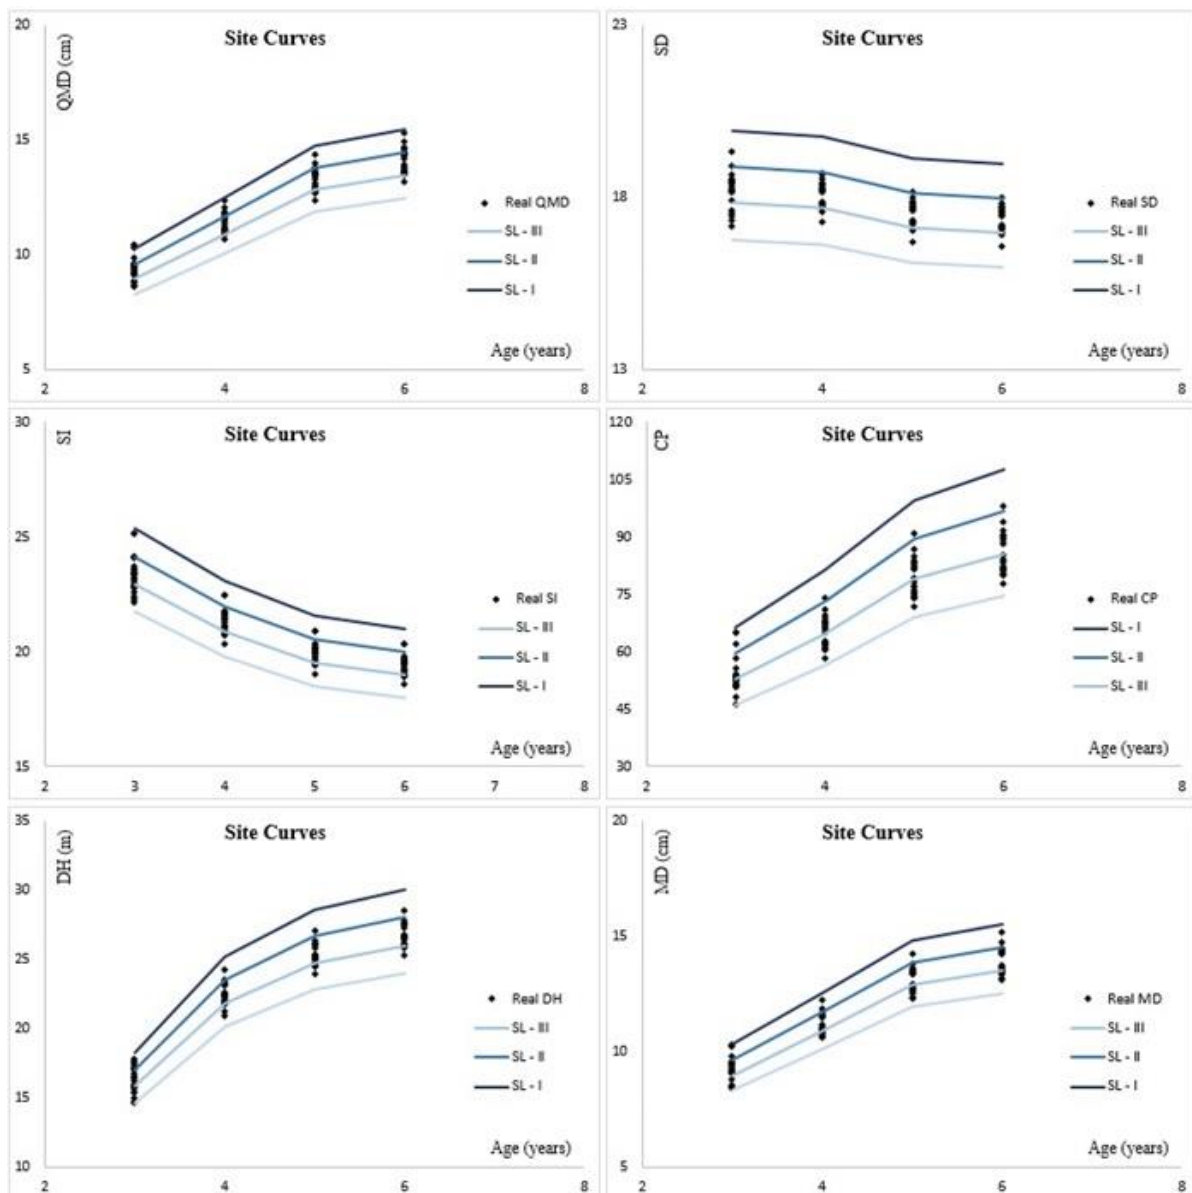 Site Curves
QMD (cm)
20
15
10
5
2
4
6
8
Real QMD
SL - III
SL - II
SL - I
Age (years)
Site Curves
SD
23
18
13
2
4
6
8
Real SD
SL - III
SL - II
SL - I
Age (years)
Site Curves
SI
30
25
20
15
2
3
4
5
6
7
8
Real SI
SL - III
SL - II
SL - I
Age (years)
Site Curves
CP
120
105
90
75
60
45
30
2
4
6
8
Real CP
SL - I
SL - II
SL - III
Age (years)
Site Curves
DH (m)
35
30
25
20
15
10
2
4
6
8
Real DH
SL - III
SL - II
SL - I
Age (years)
Site Curves
MD (cm)
20
15
10
5
2
4
6
8
Real MD
SL - III
SL - II
SL - I
Age (years)